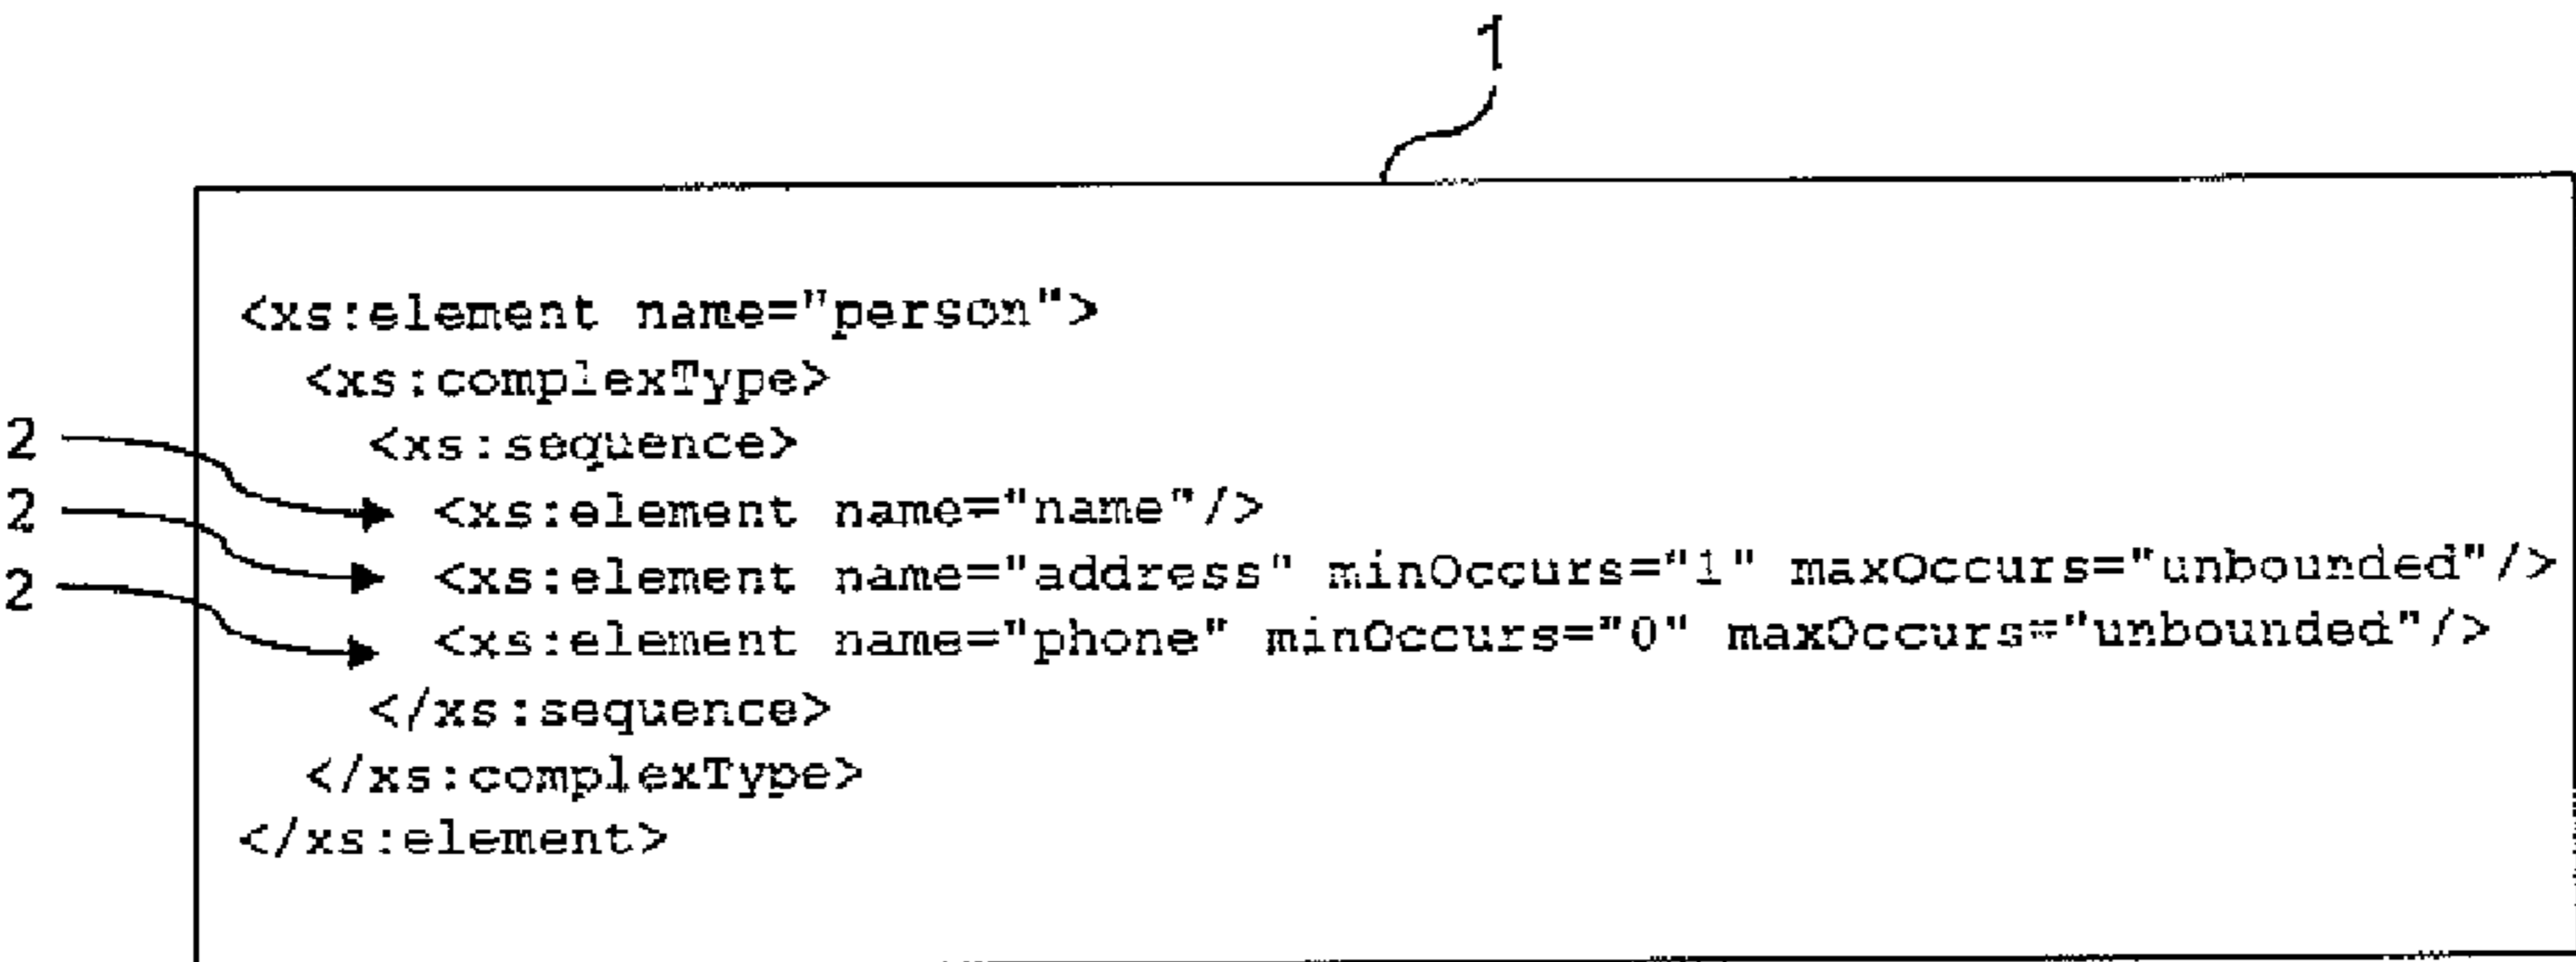 1
<xs:element name="person">
<xs:complexType>
2 <xs:sequence>
2 <xs:element name="name"/>
2 <xs:element name="address" minOccurs="1" maxOccurs="unbounded"/>
<xs:element name="phone" minOccurs="0" maxOccurs="unbounded"/>
</xs:sequence>
</xs:complexType>
</xs:element>